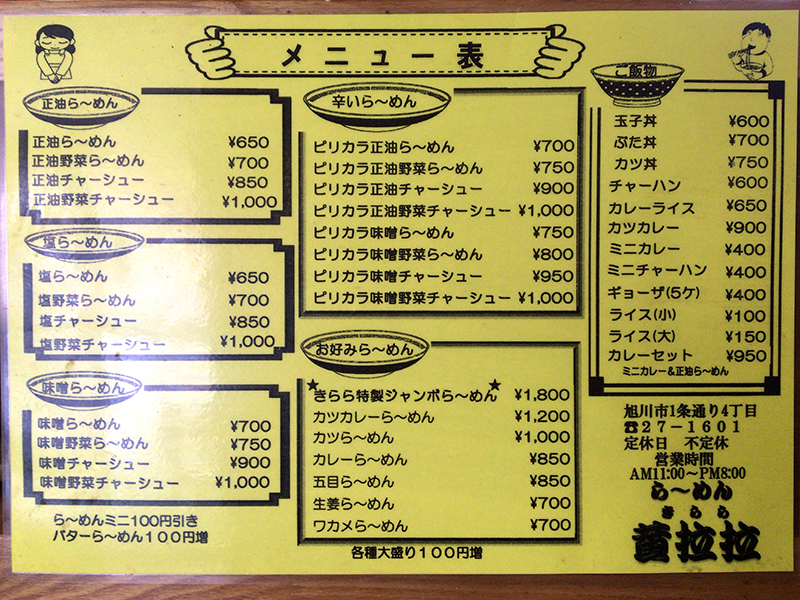 メニュー表
正油ら〜めん
正油ら〜めん ¥650
正油野菜ら〜めん ¥700
正油チャーシュー ¥850
正油野菜チャーシュー ¥1,000
塩ら〜めん
塩ら〜めん ¥650
塩野菜ら〜めん ¥700
塩チャーシュー ¥850
塩野菜チャーシュー ¥1,000
味噌ら〜めん
味噌ら〜めん ¥700
味噌野菜ら〜めん ¥750
味噌チャーシュー ¥900
味噌野菜チャーシュー ¥1,000
ら〜めんミニ100円引き
バターら〜めん100円増
辛いら〜めん
ピリカラ正油ら〜めん ¥700
ピリカラ正油野菜ら〜めん ¥750
ピリカラ正油チャーシュー ¥900
ピリカラ正油野菜チャーシュー ¥1,000
ピリカラ味噌ら〜めん ¥750
ピリカラ味噌野菜ら〜めん ¥800
ピリカラ味噌チャーシュー ¥950
ピリカラ味噌野菜チャーシュー ¥1,000
お好みら〜めん
★きらら特製ジャンボら〜めん★ ¥1,800
カツカレーら〜めん ¥1,200
カツら〜めん ¥1,000
カレーら〜めん ¥850
五目ら〜めん ¥850
生姜ら〜めん ¥700
ワカメら〜めん ¥700
各種大盛り100円増
ご飯物
玉子丼 ¥600
ぶた丼 ¥700
カツ丼 ¥750
チャーハン ¥600
カレーライス ¥650
カツカレー ¥900
ミニカレー ¥400
ミニチャーハン ¥400
ギョーザ(5ケ) ¥400
ライス(小) ¥100
ライス(大) ¥150
カレーセット ¥950
ミニカレー&正油ら〜めん
旭川市1条通り4丁目
☎27-1601
定休日 不定休
営業時間
AM11:00〜PM8:00
ら〜めん
きらら
黄拉拉